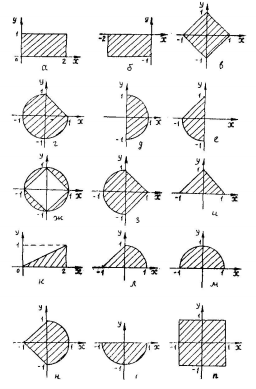 y y y
1 -2 x 1
0 2 x -1 -1 1 x
-1
а б в
y y y
1 1 1
-1 1 x 1 x -1 x
-1 -1 -1
г д е
y y y
1 1 1
-1 1 x -1 1 x -1 1 x
-1 -1
ж з и
y y y
1 1 1
0 2 x -1 1 x -1 1 x
к л м
y y y
1 1
-1 1 x -1 1 x -1 1 x
-1 -1 -1
н п